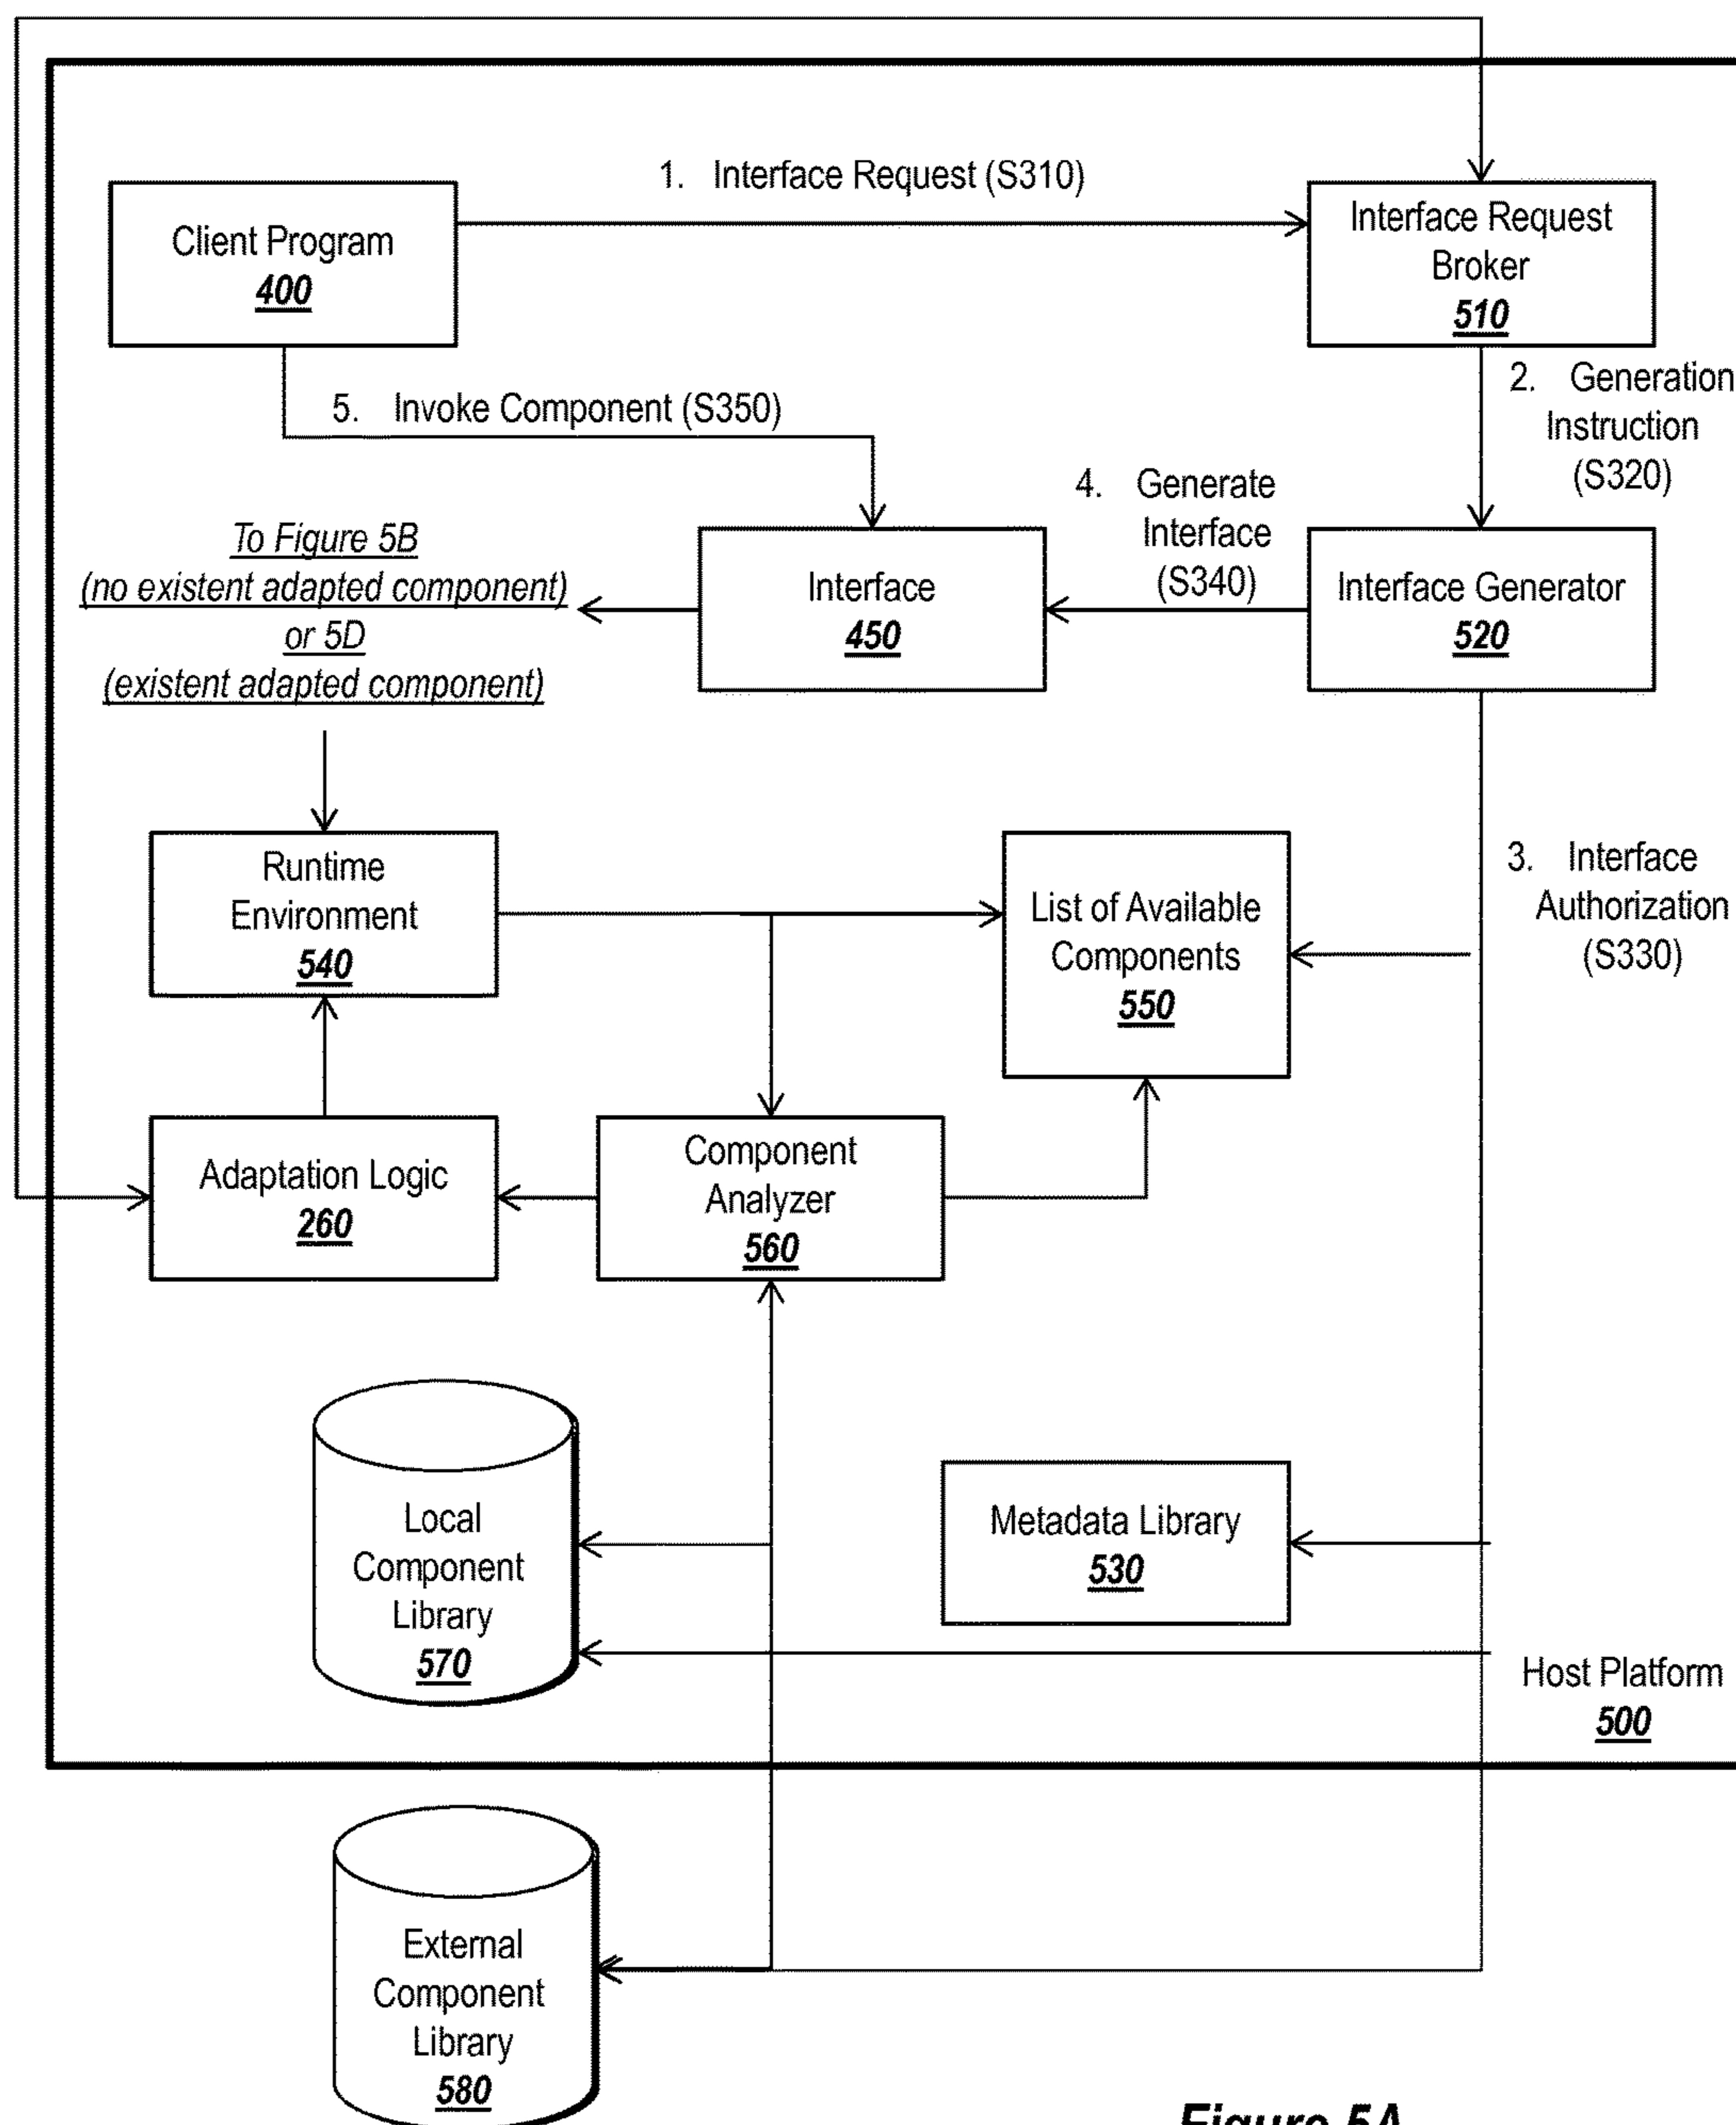 1. Interface Request (S310)
Client Program
400
Interface Request
Broker
510
5. Invoke Component (S350)
2. Generation
Instruction
(S320)
4. Generate
Interface
(S340)
To Figure 5B
(no existent adapted component)
or 5D
(existent adapted component)
Interface
450
Interface Generator
520
Runtime
Environment
540
List of Available
Components
550
3. Interface
Authorization
(S330)
Adaptation Logic
260
Component
Analyzer
560
Local
Component
Library
570
Metadata Library
530
Host Platform
500
External
Component
Library
580
Figure 5A